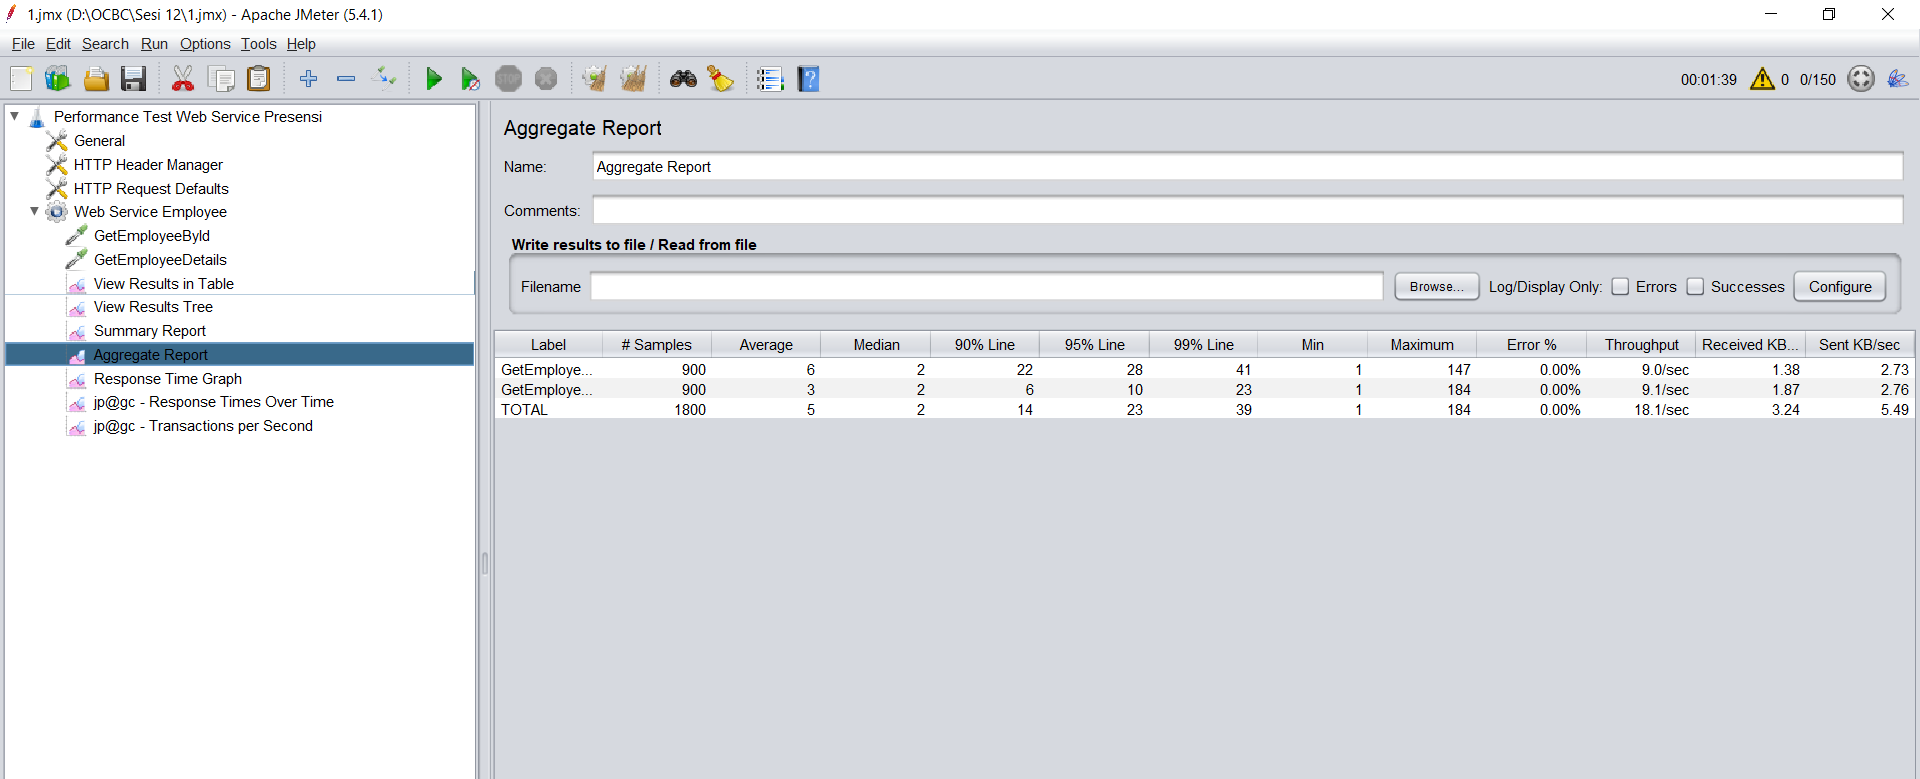 1.jmx (D:\OCBC\Sesi 12\1.jmx) - Apache JMeter (5.4.1)
File Edit Search Run Options Tools Help
STOP
00:01:39 0 0/150
Performance Test Web Service Presensi
General
HTTP Header Manager
HTTP Request Defaults
Web Service Employee
GetEmployeeById
GetEmployeeDetails
View Results in Table
View Results Tree
Summary Report
Aggregate Report
Response Time Graph
jp@gc - Response Times Over Time
jp@gc - Transactions per Second
Aggregate Report
Name: Aggregate Report
Comments:
Write results to file / Read from file
Filename Browse... Log/Display Only: Errors Successes Configure
Label # Samples Average Median 90% Line 95% Line 99% Line Min Maximum Error % Throughput Received KB... Sent KB/sec
GetEmploye... 900 6 2 22 28 41 1 147 0.00% 9.0/sec 1.38 2.73
GetEmploye... 900 3 2 6 10 23 1 184 0.00% 9.1/sec 1.87 2.76
TOTAL 1800 5 2 14 23 39 1 184 0.00% 18.1/sec 3.24 5.49